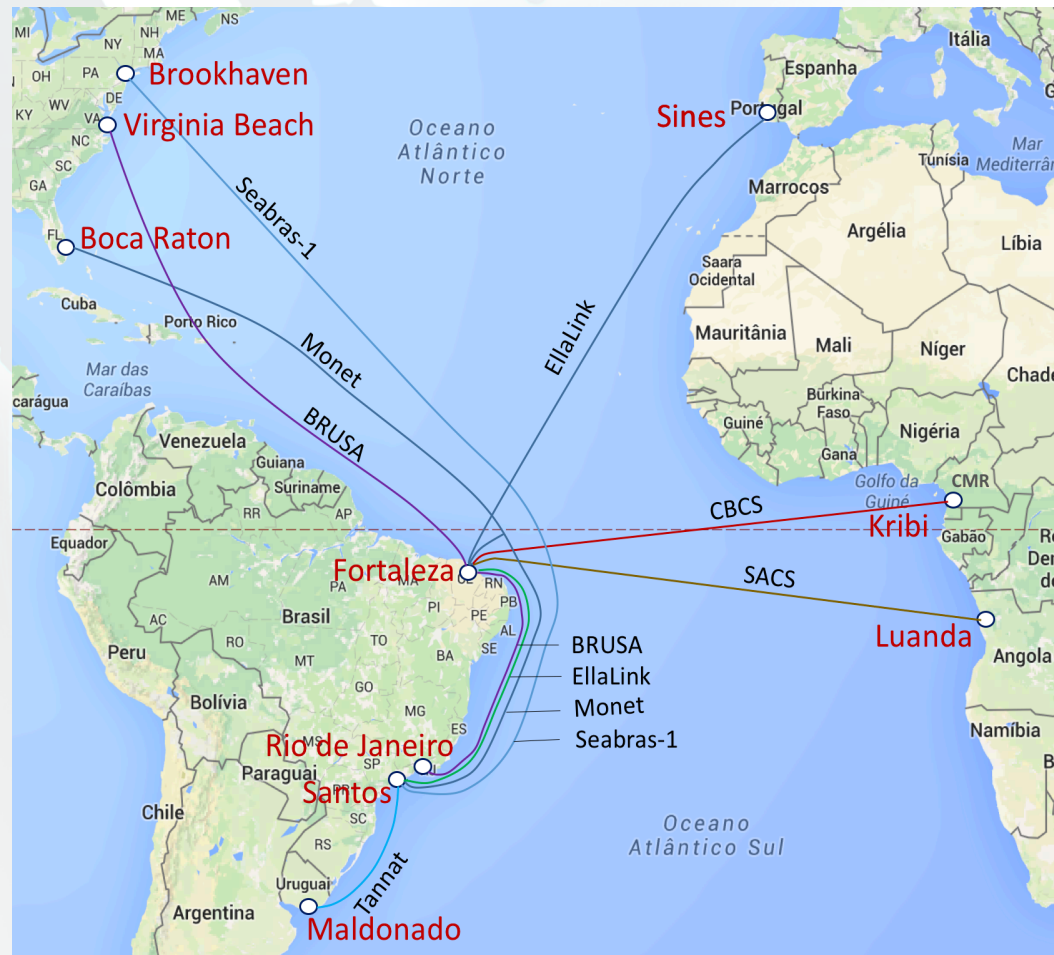 MI
ME
NH
NS
NY
MA
Brookhaven
OH
PA
DE
WV
KY
VA
Virginia Beach
NC
SC
GA
FL
Boca Raton
Oceano
Atlântico
Norte
Seabras-1
Itália
Espanha
Portugal
Sines
Mar
Mediterrân
Tunísia
Marrocos
Argélia
Líbia
Saara
Ocidental
Cuba
Porto Rico
Monet
EllaLink
Mauritânia
Mali
Níger
Chade
Mar das
Caraíbas
carágua
BRUSA
Burkina
Faso
Guiné
Nigéria
Gana
Venezuela
Guiana
Suriname
Colômbia
RR
AP
Golfo da
Guiné
CMR
CBCS
Kribi
Gabão
Equador
Fortaleza
CE
RN
MA
PA
AM
PB
PI
PE
AL
SE
Brasil
TO
AC
RO
BA
MT
Peru
SACS
Luanda
Angola
BRUSA
EllaLink
Monet
Seabras-1
GO
Bolívia
MG
ES
MS
Rio de Janeiro
SP
Namíbia
Paraguai
Santos
PR
Chile
SC
RS
Oceano
Atlântico Sul
Tannat
Uruguai
Argentina
Maldonado